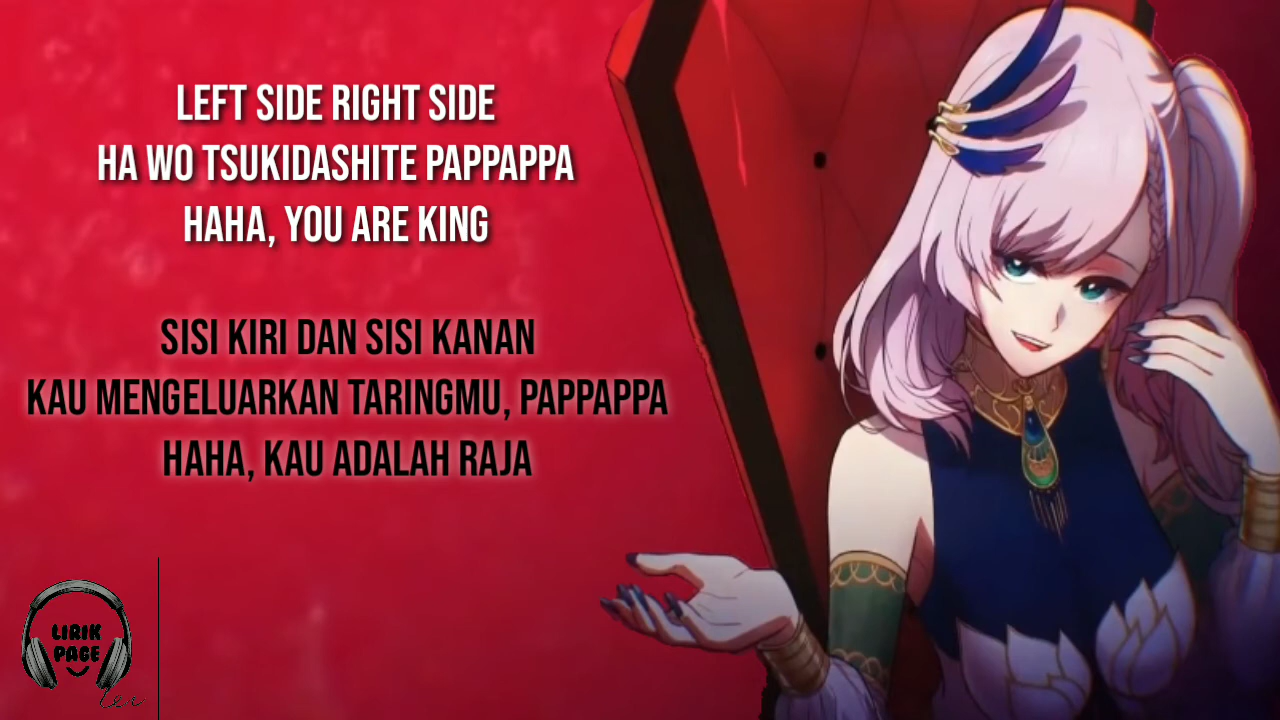 LEFT SIDE RIGHT SIDE
HA WO TSUKIDASHITE PAPPAPPA
HAHA, YOU ARE KING
SISI KIRI DAN SISI KANAN
KAU MENGELUARKAN TARINGMU, PAPPAPPA
HAHA, KAU ADALAH RAJA
LIRIK
PAGE